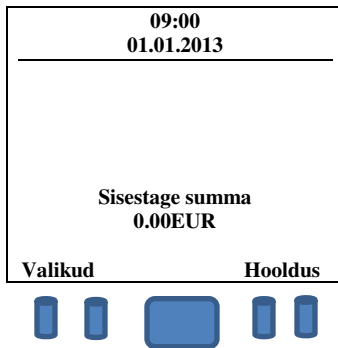 09:00
01.01.2013
Sisestage summa
0.00EUR
Valikud Hooldus